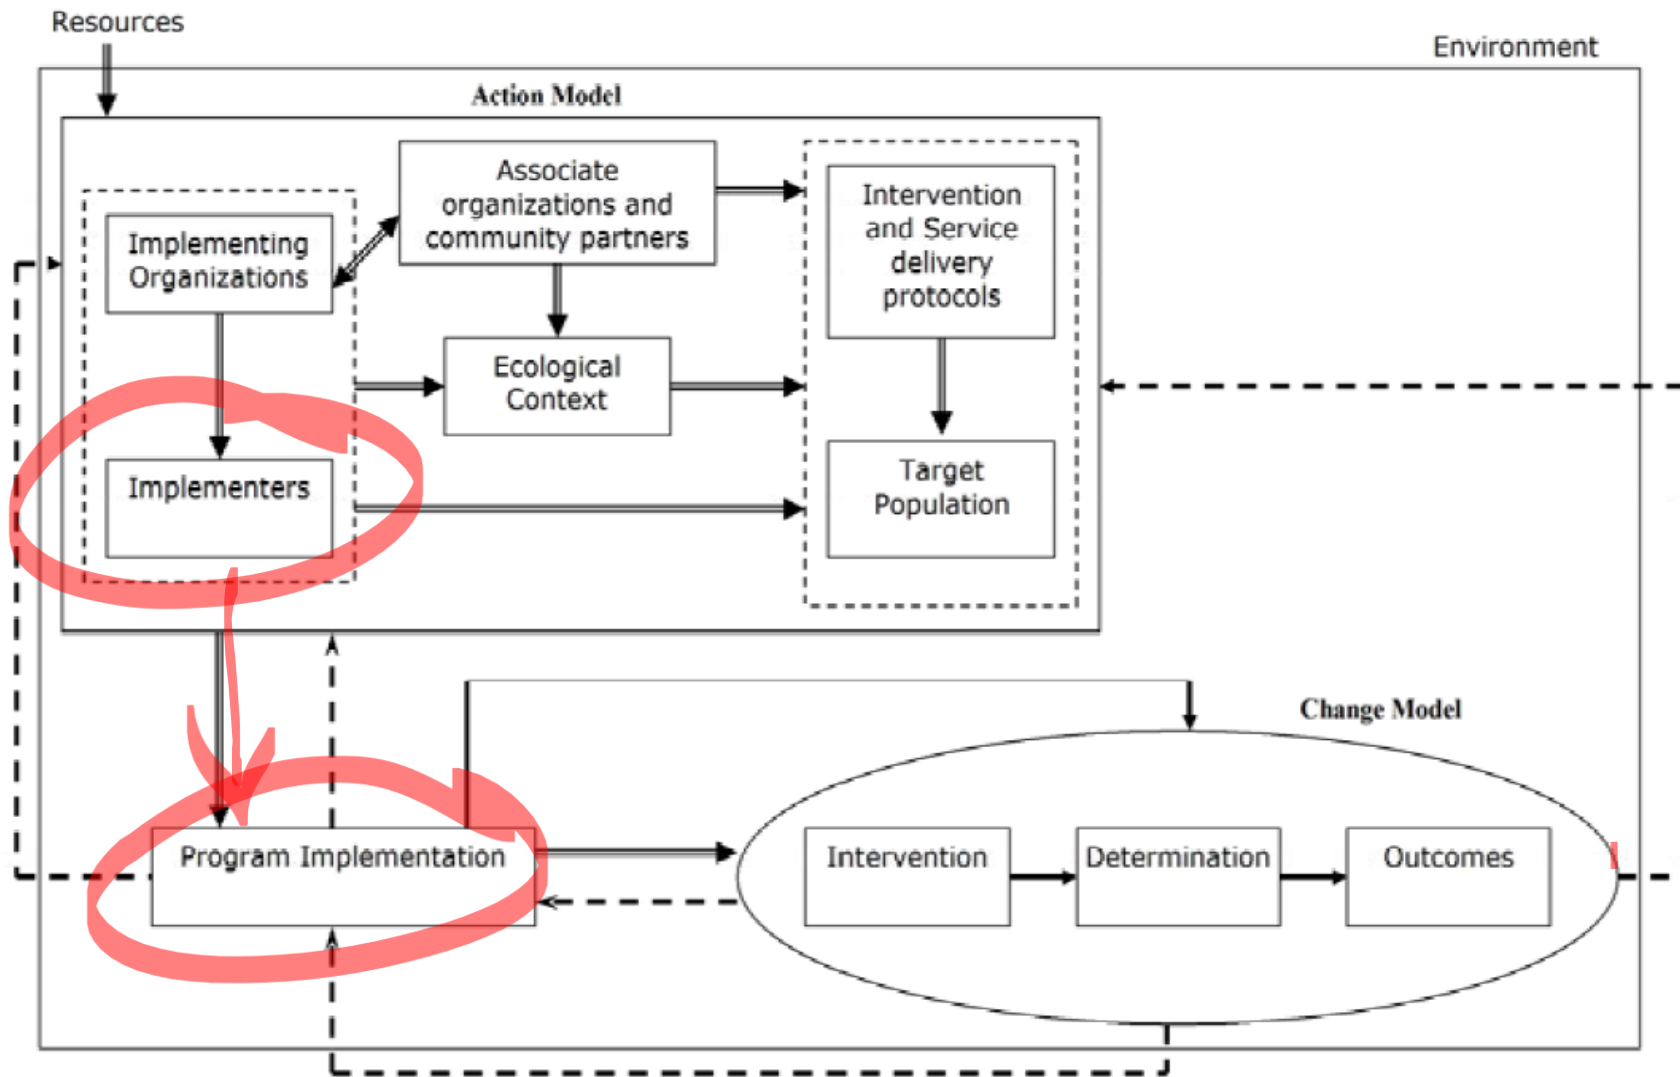 Resources
Environment
Action Model
Associate
organizations and
community partners
Intervention
and Service
delivery
protocols
Implementing
Organizations
Ecological
Context
Implementers
Target
Population
Change Model
Program Implementation
Intervention
Determination
Outcomes